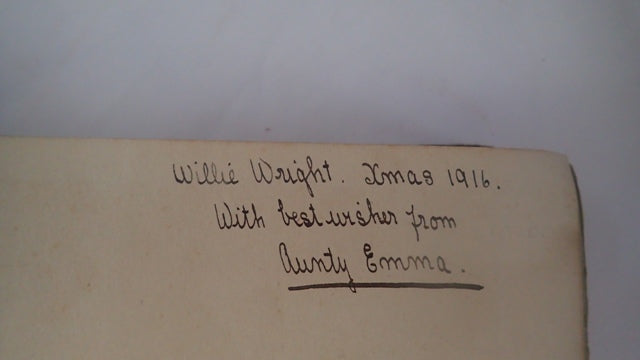 Willie Wright. Xmas 1916.
With best wishes from
Aunty Emma.